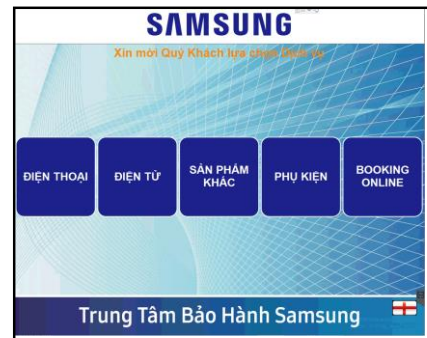 SAMSUNG
Xin mời Quý Khách lựa chọn Dịch vụ
ĐIỆN THOẠI
ĐIỆN TỬ
SẢN PHẨM
KHÁC
PHỤ KIỆN
BOOKING
ONLINE
Trung Tâm Bảo Hành Samsung